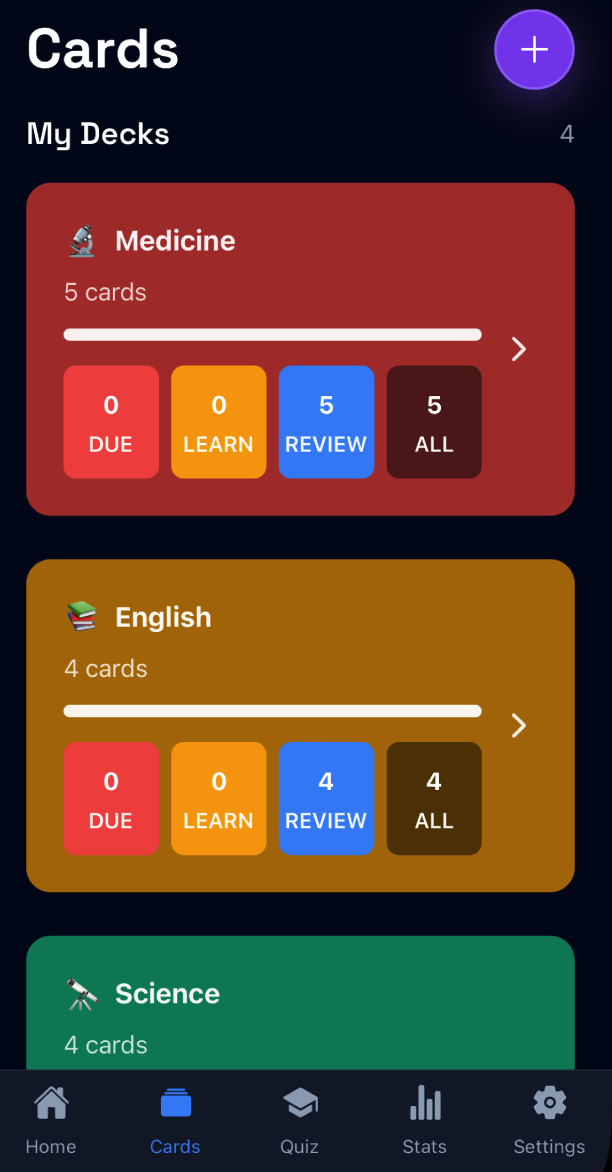 Cards
My Decks 4
Medicine
5 cards
0 0 5 5
DUE LEARN REVIEW ALL
English
4 cards
0 0 4 4
DUE LEARN REVIEW ALL
Science
4 cards
Home Cards Quiz Stats Settings